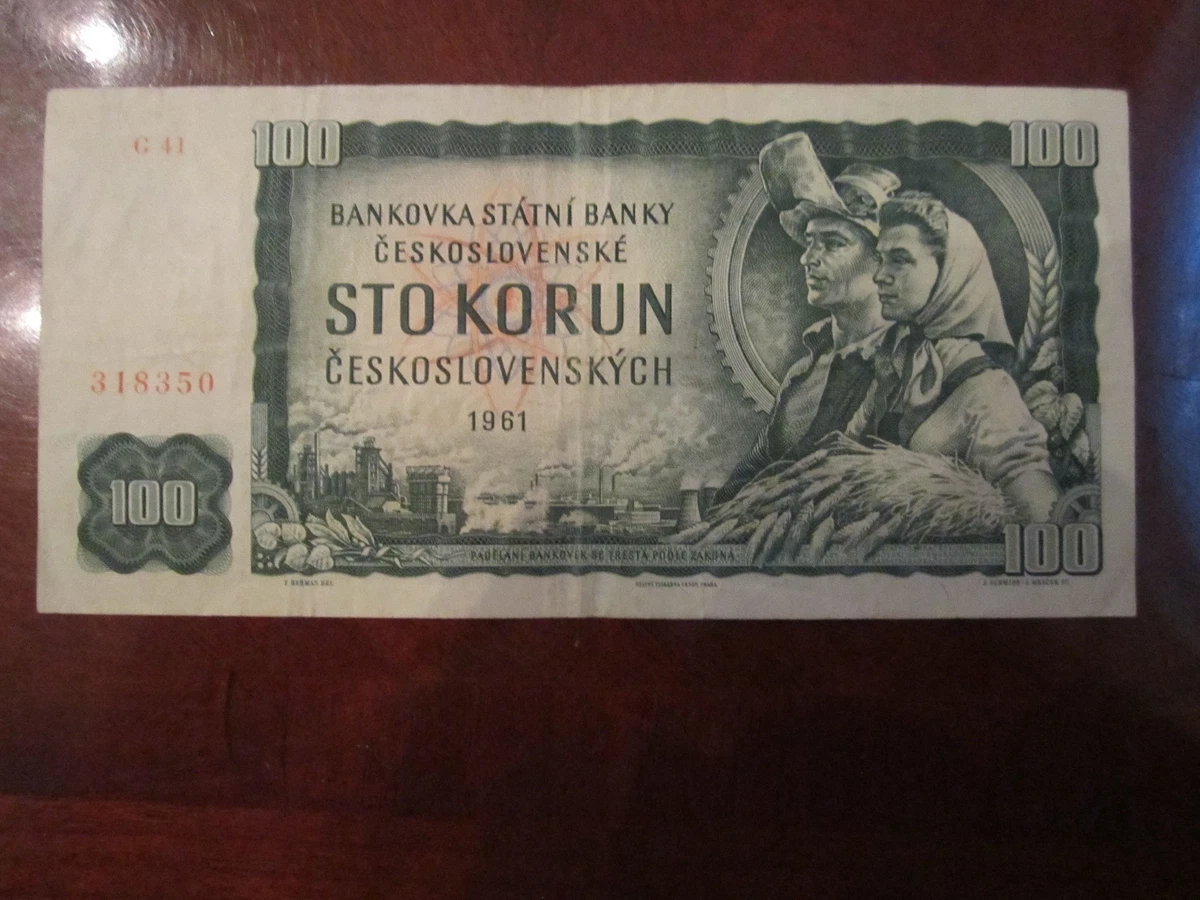 G 41
100
100
BANKOVKA STÁTNÍ BANKY
ČESKOSLOVENSKÉ
STO KORUN
ČESKOSLOVENSKÝCH
1961
318350
100
PADĚLÁNÍ BANKOVEK SE TRESTÁ PODLE ZÁKONA
100